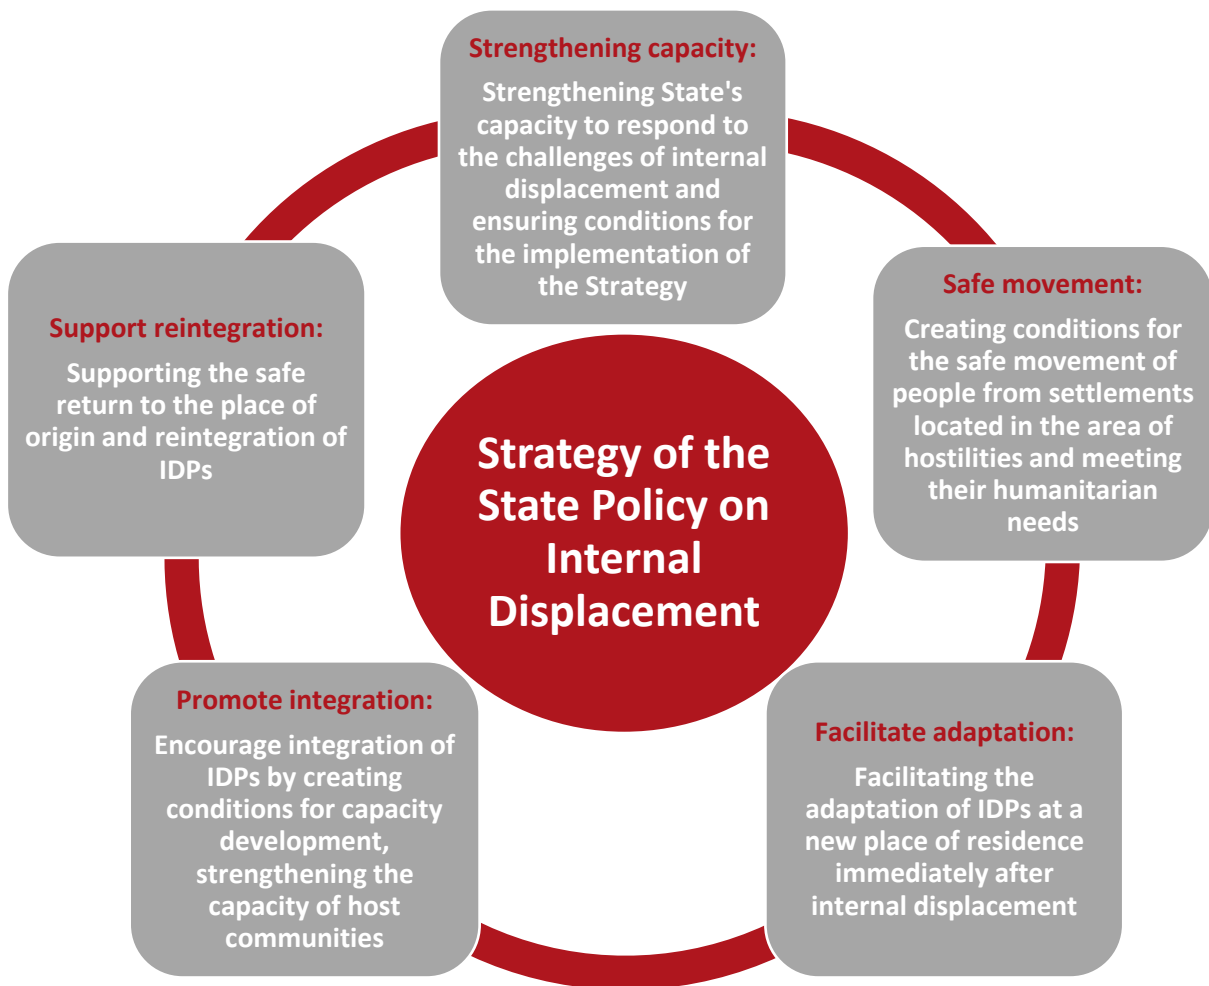 Strengthening capacity:
Strengthening State's
capacity to respond to
the challenges of internal
displacement and
ensuring conditions for
the implementation of
the Strategy
Safe movement:
Creating conditions for
the safe movement of
people from settlements
located in the area of
hostilities and meeting
their humanitarian
needs
Facilitate adaptation:
Facilitating the
adaptation of IDPs at a
new place of residence
immediately after
internal displacement
Promote integration:
Encourage integration of
IDPs by creating
conditions for capacity
development,
strengthening the
capacity of host
communities
Support reintegration:
Supporting the safe
return to the place of
origin and reintegration of
IDPs
Strategy of the
State Policy on
Internal
Displacement